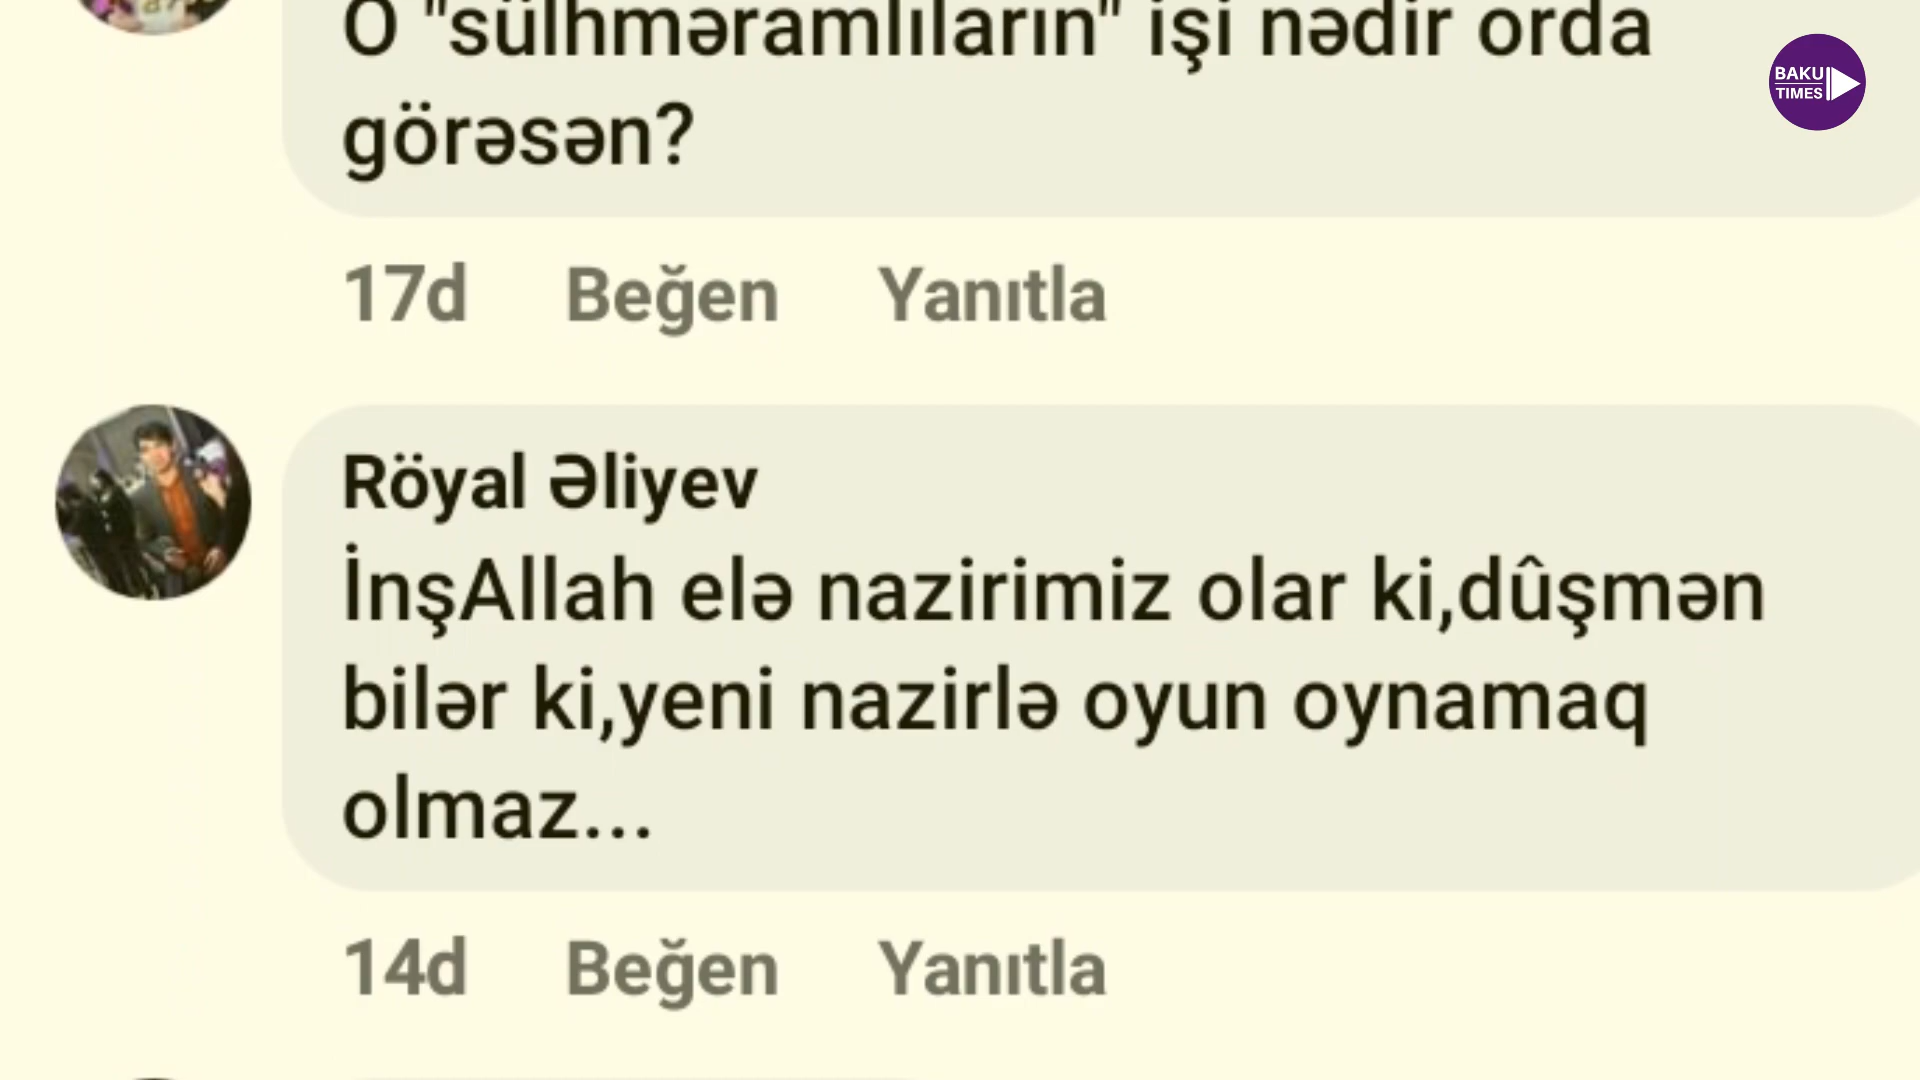 O "sülhməramlıların" işi nədir orda
görəsən?
BAKU
TIMES
17d Beğen Yanıtla
Röyal Əliyev
İnşAllah elə nazirimiz olar ki,dûşmən
bilər ki,yeni nazirlə oyun oynamaq
olmaz...
14d Beğen Yanıtla